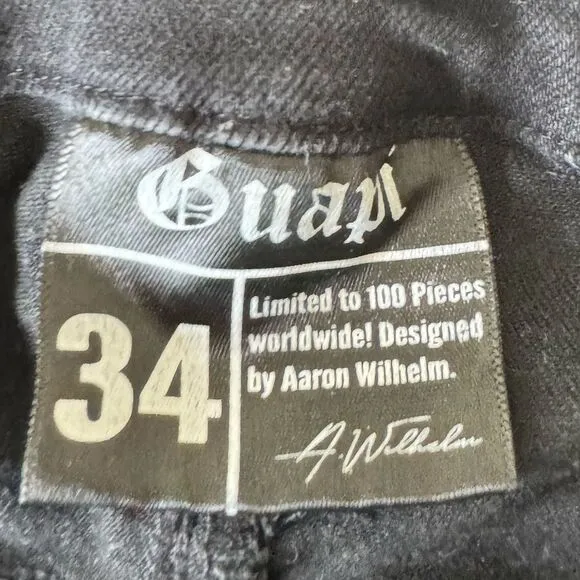 Guapi
34
Limited to 100 Pieces
worldwide! Designed
by Aaron Wilhelm.
A. Wilhelm